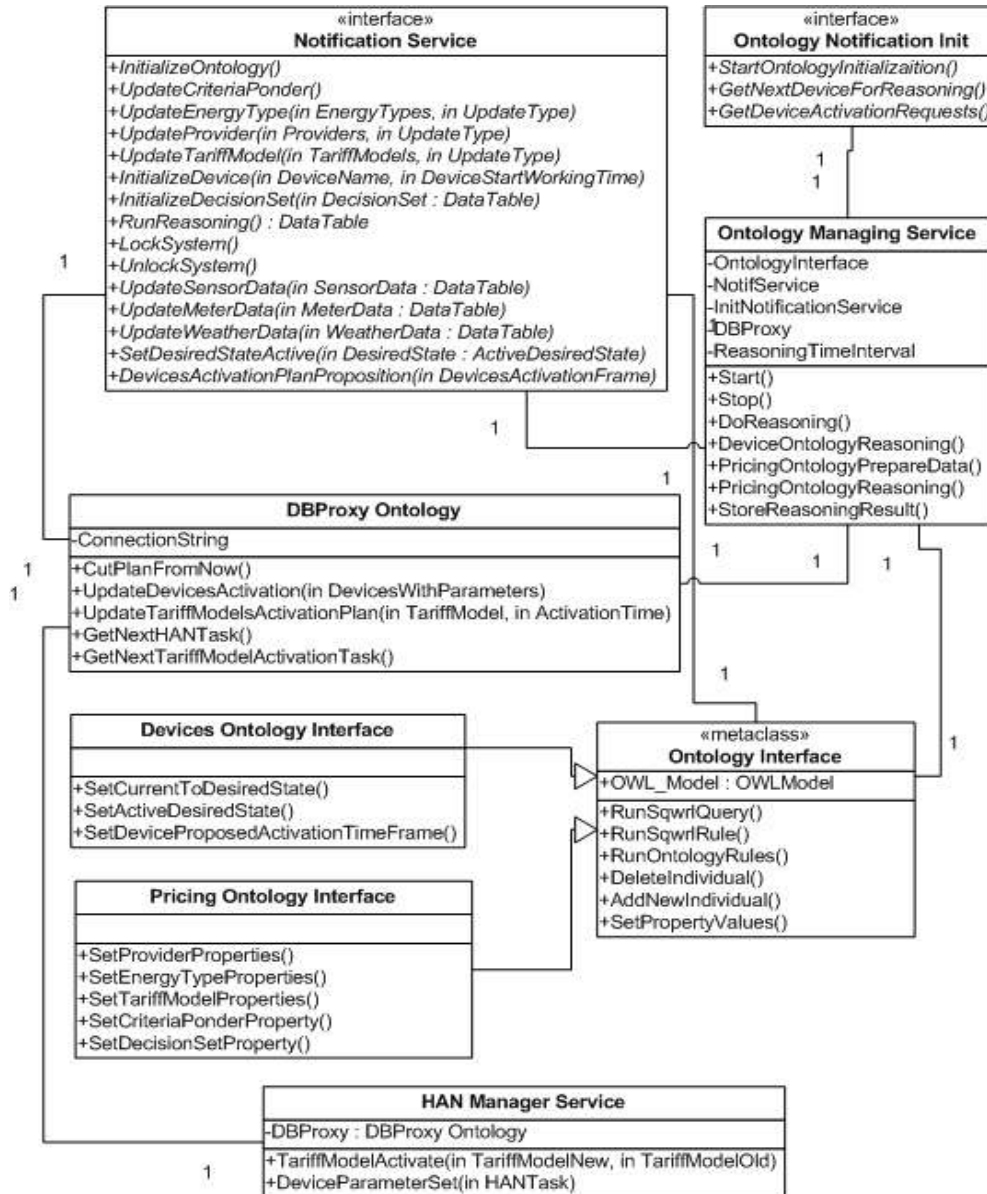 «interface»
Notification Service
+InitializeOntology()
+UpdateCriteriaPonder()
+UpdateEnergyType(in EnergyTypes, in UpdateType)
+UpdateProvider(in Providers, in UpdateType)
+UpdateTariffModel(in TariffModels, in UpdateType)
+InitializeDevice(in DeviceName, in DeviceStartWorkingTime)
+InitializeDecisionSet(in DecisionSet : DataTable)
+RunReasoning() : DataTable
+LockSystem()
+UnlockSystem()
+UpdateSensorData(in SensorData : DataTable)
+UpdateMeterData(in MeterData : DataTable)
+UpdateWeatherData(in WeatherData : DataTable)
+SetDesiredStateActive(in DesiredState : ActiveDesiredState)
+DevicesActivationPlanProposition(in DevicesActivationFrame)
«interface»
Ontology Notification Init
+StartOntologyInitializaition()
+GetNextDeviceForReasoning()
+GetDeviceActivationRequests()
1
1
Ontology Managing Service
-OntologyInterface
-NotifService
-InitNotificationService
-DBProxy
-ReasoningTimeInterval
+Start()
+Stop()
+DoReasoning()
+DeviceOntologyReasoning()
+PricingOntologyPrepareData()
+PricingOntologyReasoning()
+StoreReasoningResult()
1
1
1
1
DBProxy Ontology
-ConnectionString
+CutPlanFromNow()
+UpdateDevicesActivation(in DevicesWithParameters)
+UpdateTariffModelsActivationPlan(in TariffModel, in ActivationTime)
+GetNextHANTask()
+GetNextTariffModelActivationTask()
1
1
1
1
1
1
1
Devices Ontology Interface
+SetCurrentToDesiredState()
+SetActiveDesiredState()
+SetDeviceProposedActivationTimeFrame()
«metaclass»
Ontology Interface
+OWL_Model : OWLModel
+RunSqwrlQuery()
+RunSqwrlRule()
+RunOntologyRules()
+DeleteIndividual()
+AddNewIndividual()
+SetPropertyValues()
Pricing Ontology Interface
+SetProviderProperties()
+SetEnergyTypeProperties()
+SetTariffModelProperties()
+SetCriteriaPonderProperty()
+SetDecisionSetProperty()
HAN Manager Service
-DBProxy : DBProxy Ontology
+TariffModelActivate(in TariffModelNew, in TariffModelOld)
+DeviceParameterSet(in HANTask)
1